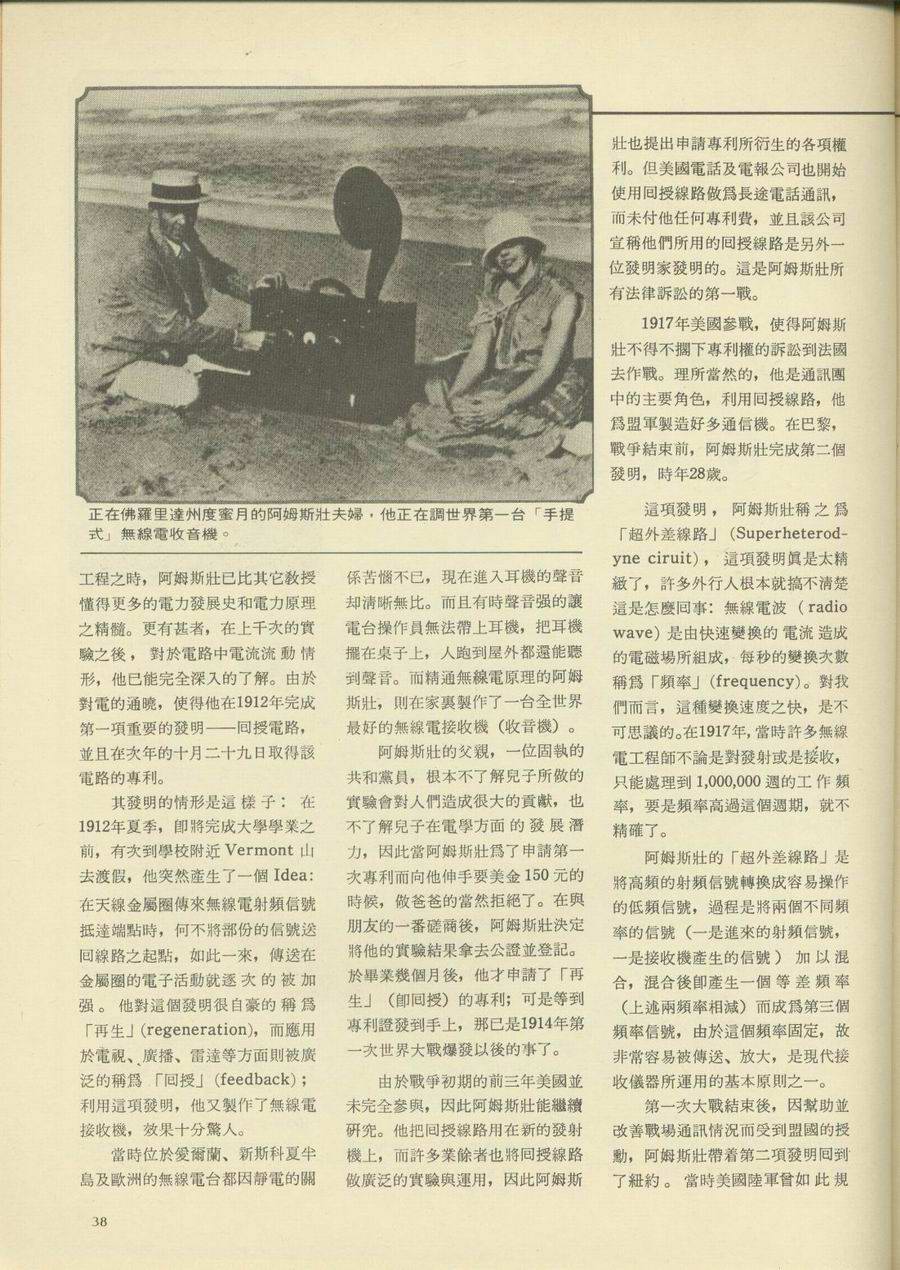 正在佛羅里達州度蜜月的阿姆斯壯夫婦，他正在調世界第一台「手提
式」無線電收音機。
工程之時，阿姆斯壯已比其它教授
懂得更多的電力發展史和電力原理
之精髓。更有甚者，在上千次的實
驗之後，對於電路中電流流動情
形，他已能完全深入的了解。由於
對電的通曉，使得他在1912年完成
第一項重要的發明——回授電路，
並且在次年的十月二十九日取得該
電路的專利。
其發明的情形是這樣子：在
1912年夏季，卽將完成大學學業之
前，有次到學校附近 Vermont 山
去渡假，他突然產生了一個 Idea:
在天線金屬圈傳來無線電射頻信號
抵達端點時，何不將部份的信號送
回線路之起點，如此一來，傳送在
金屬圈的電子活動就逐次的被加
强。他對這個發明很自豪的稱爲
「再生」(regeneration)，而應用
於電視、廣播、雷達等方面則被廣
泛的稱爲「回授」(feedback)；
利用這項發明，他又製作了無線電
接收機，效果十分驚人。
當時位於愛爾蘭、新斯科夏半
島及歐洲的無線電台都因靜電的關
係苦惱不已，現在進入耳機的聲音
却清晰無比。而且有時聲音强的讓
電台操作員無法帶上耳機，把耳機
擺在桌子上，人跑到屋外都還能聽
到聲音。而精通無線電原理的阿姆
斯壯，則在家裏製作了一台全世界
最好的無線電接收機（收音機）。
阿姆斯壯的父親，一位固執的
共和黨員，根本不了解兒子所做的
實驗會對人們造成很大的貢獻，也
不了解兒子在電學方面的發展潛
力，因此當阿姆斯壯爲了申請第一
次專利而向他伸手要美金 150 元的
時候，做爸爸的當然拒絕了。在與
朋友的一番磋商後，阿姆斯壯決定
將他的實驗結果拿去公證並登記。
於畢業幾個月後，他才申請了「再
生」（卽回授）的專利；可是等到
專利證發到手上，那已是1914年第
一次世界大戰爆發以後的事了。
由於戰爭初期的前三年美國並
未完全參與，因此阿姆斯壯能繼續
硏究。他把回授線路用在新的發射
機上，而許多業餘者也將回授線路
做廣泛的實驗與運用，因此阿姆斯
壯也提出申請專利所衍生的各項權
利。但美國電話及電報公司也開始
使用回授線路做爲長途電話通訊，
而未付他任何專利費，並且該公司
宣稱他們所用的回授線路是另外一
位發明家發明的。這是阿姆斯壯所
有法律訴訟的第一戰。
1917年美國參戰，使得阿姆斯
壯不得不擱下專利權的訴訟到法國
去作戰。理所當然的，他是通訊團
中的主要角色，利用回授線路，他
爲盟軍製造好多通信機。在巴黎，
戰爭結束前，阿姆斯壯完成第二個
發明，時年28歲。
這項發明，阿姆斯壯稱之爲
「超外差線路」(Superheterod-
yne ciruit)，這項發明眞是太精
緻了，許多外行人根本就搞不清楚
這是怎麼回事：無線電波（radio
wave) 是由快速變換的電流造成
的電磁場所組成，每秒的變換次數
稱爲「頻率」(frequency)。對我
們而言，這種變換速度之快，是不
可思議的。在1917年，當時許多無線
電工程師不論是對發射或是接收，
只能處理到 1,000,000 週的工作頻
率，要是頻率高過這個週期，就不
精確了。
阿姆斯壯的「超外差線路」是
將高頻的射頻信號轉換成容易操作
的低頻信號，過程是將兩個不同頻
率的信號（一是進來的射頻信號，
一是接收機產生的信號）加以混
合，混合後卽產生一個等差頻率
（上述兩頻率相減）而成爲第三個
頻率信號，由於這個頻率固定，故
非常容易被傳送、放大，是現代接
收儀器所運用的基本原則之一。
第一次大戰結束後，因幫助並
改善戰場通訊情況而受到盟國的授
勳，阿姆斯壯帶着第二項發明回到
了紐約。當時美國陸軍曾如此規
38